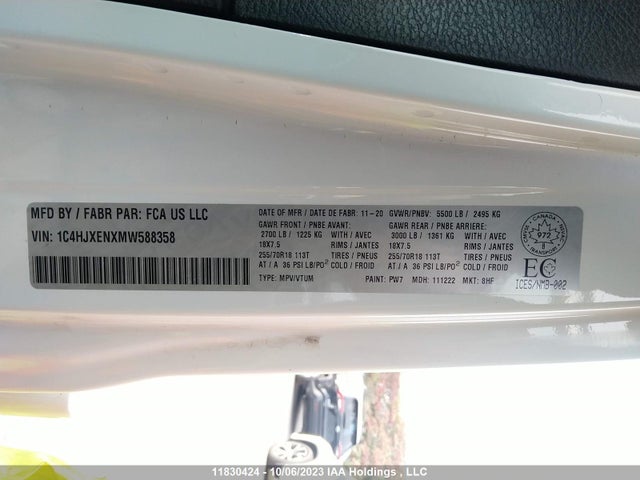 MFD BY / FABR PAR: FCA US LLC
VIN: 1C4HJXENXMW588358
DATE OF MFR / DATE DE FABR: 11-20 GVWR/PNBV: 5500 LB / 2495 KG
GAWR FRONT / PNBE AVANT: GAWR REAR / PNBE ARRIERE:
2700 LB / 1225 KG WITH / AVEC 3000 LB / 1361 KG WITH / AVEC
18X7.5 RIMS / JANTES 18X7.5 RIMS / JANTES
255/70R18 113T TIRES / PNEUS 255/70R18 113T TIRES / PNEUS
AT / A 36 PSI LB/PO² COLD / FROID AT / A 36 PSI LB/PO² COLD / FROID
TYPE: MPV/VTUM PAINT: PW7 MDH: 111222 MKT: 8HF
CANADA
972
TRANSPORT
EC
ICES/NMB-002
11830424 - 10/06/2023 IAA Holdings , LLC